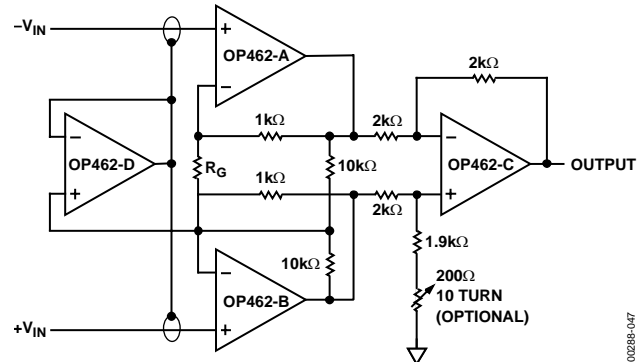 −VIN
OP462-A
2kΩ
1kΩ
2kΩ
OP462-D
RG
10kΩ
OP462-C
OUTPUT
1kΩ
2kΩ
1.9kΩ
10kΩ
200Ω
10 TURN
(OPTIONAL)
OP462-B
+VIN
00288-047